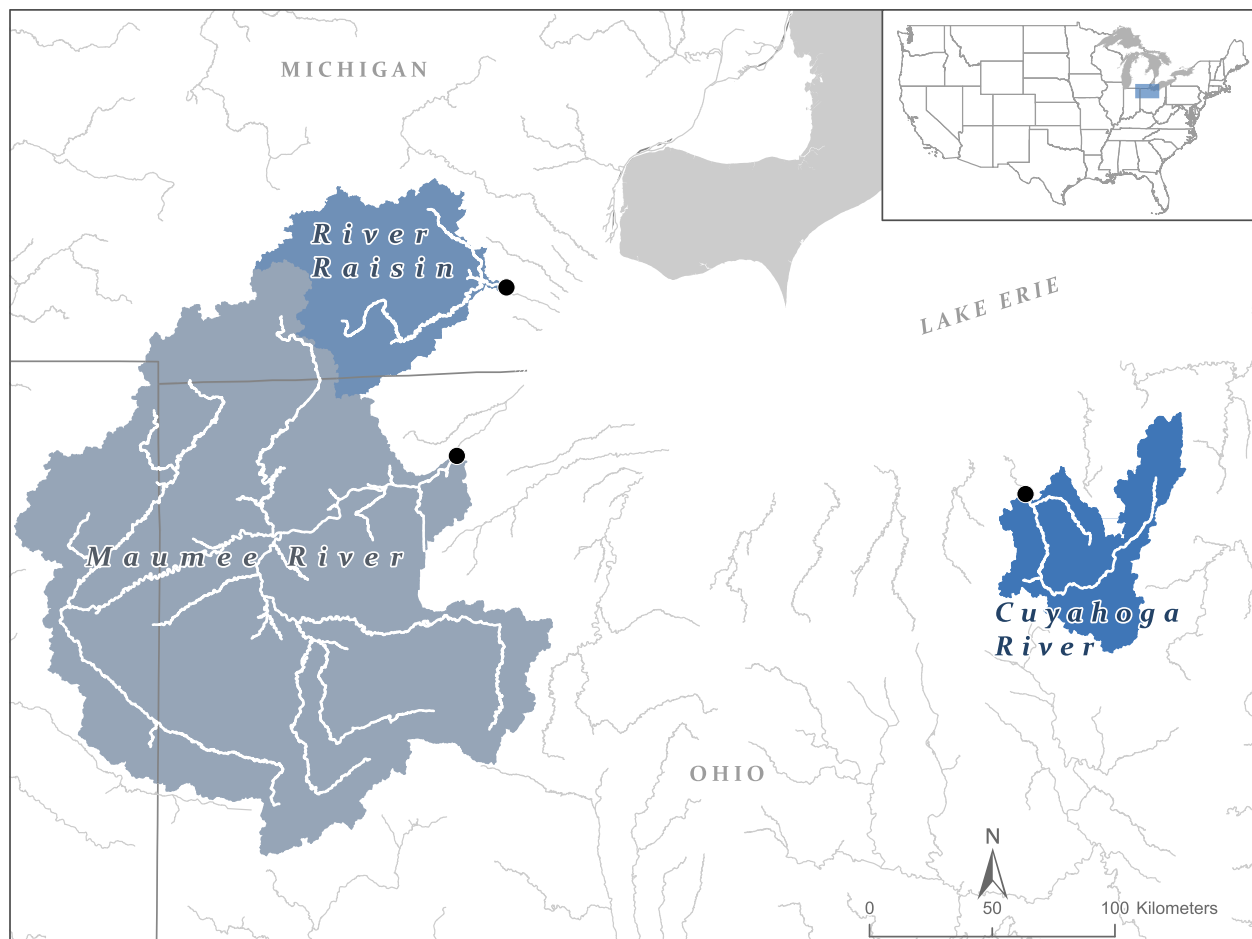 MICHIGAN
River
Raisin
LAKE ERIE
Maumee River
Cuyahoga
River
OHIO
N
0 50 100 Kilometers